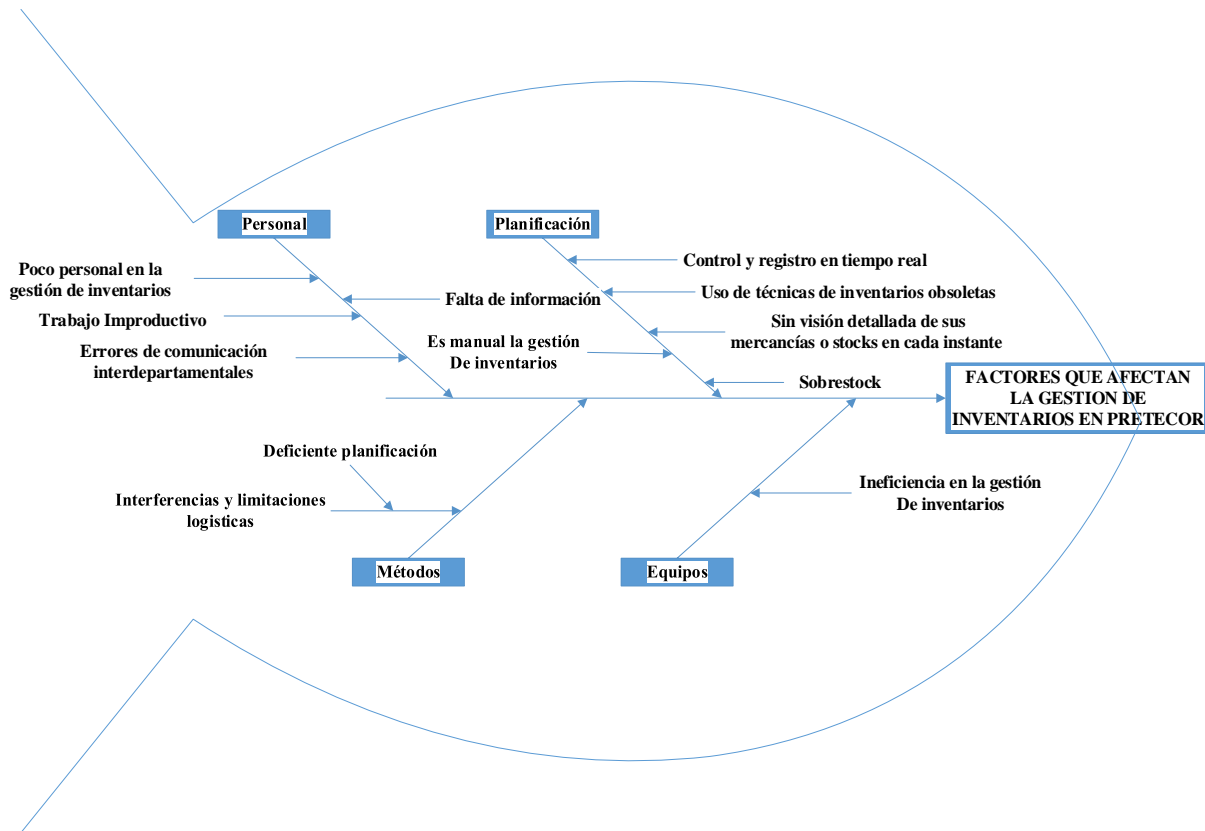 Personal
Planificación
Poco personal en la
gestión de inventarios
Falta de información
Trabajo Improductivo
Errores de comunicación
interdepartamentales
Control y registro en tiempo real
Uso de técnicas de inventarios obsoletas
Sin visión detallada de sus
mercancías o stocks en cada instante
Es manual la gestión
De inventarios
Sobrestock
FACTORES QUE AFECTAN
LA GESTION DE
INVENTARIOS EN PRETECOR
Deficiente planificación
Interferencias y limitaciones
logisticas
Ineficiencia en la gestión
De inventarios
Métodos
Equipos